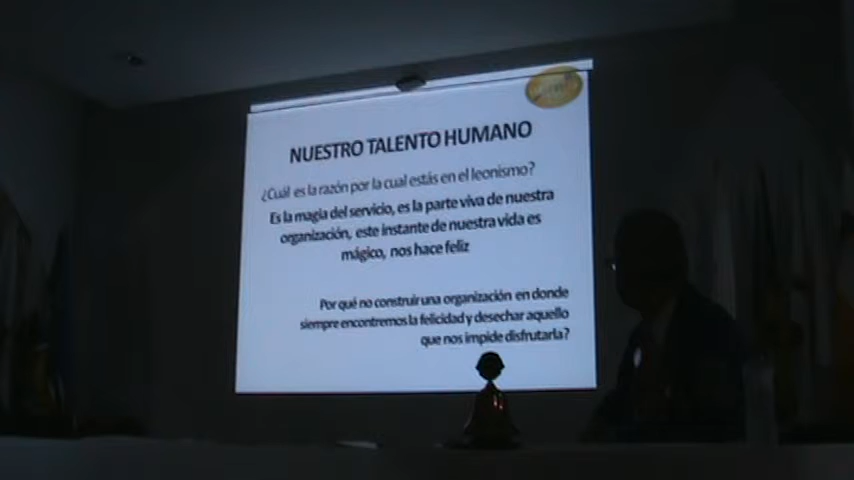 NUESTRO TALENTO HUMANO
¿Cuál es la razón por la cual estás en el leonismo?
Es la magia del servicio, es la parte viva de nuestra
organización, este instante de nuestra vida es
mágico, nos hace feliz
Por qué no construir una organización en donde
siempre encontremos la felicidad y desechar aquello
que nos impide disfrutarla?